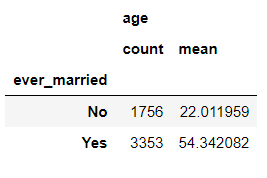 age
count mean
ever_married
No 1756 22.011959
Yes 3353 54.342082